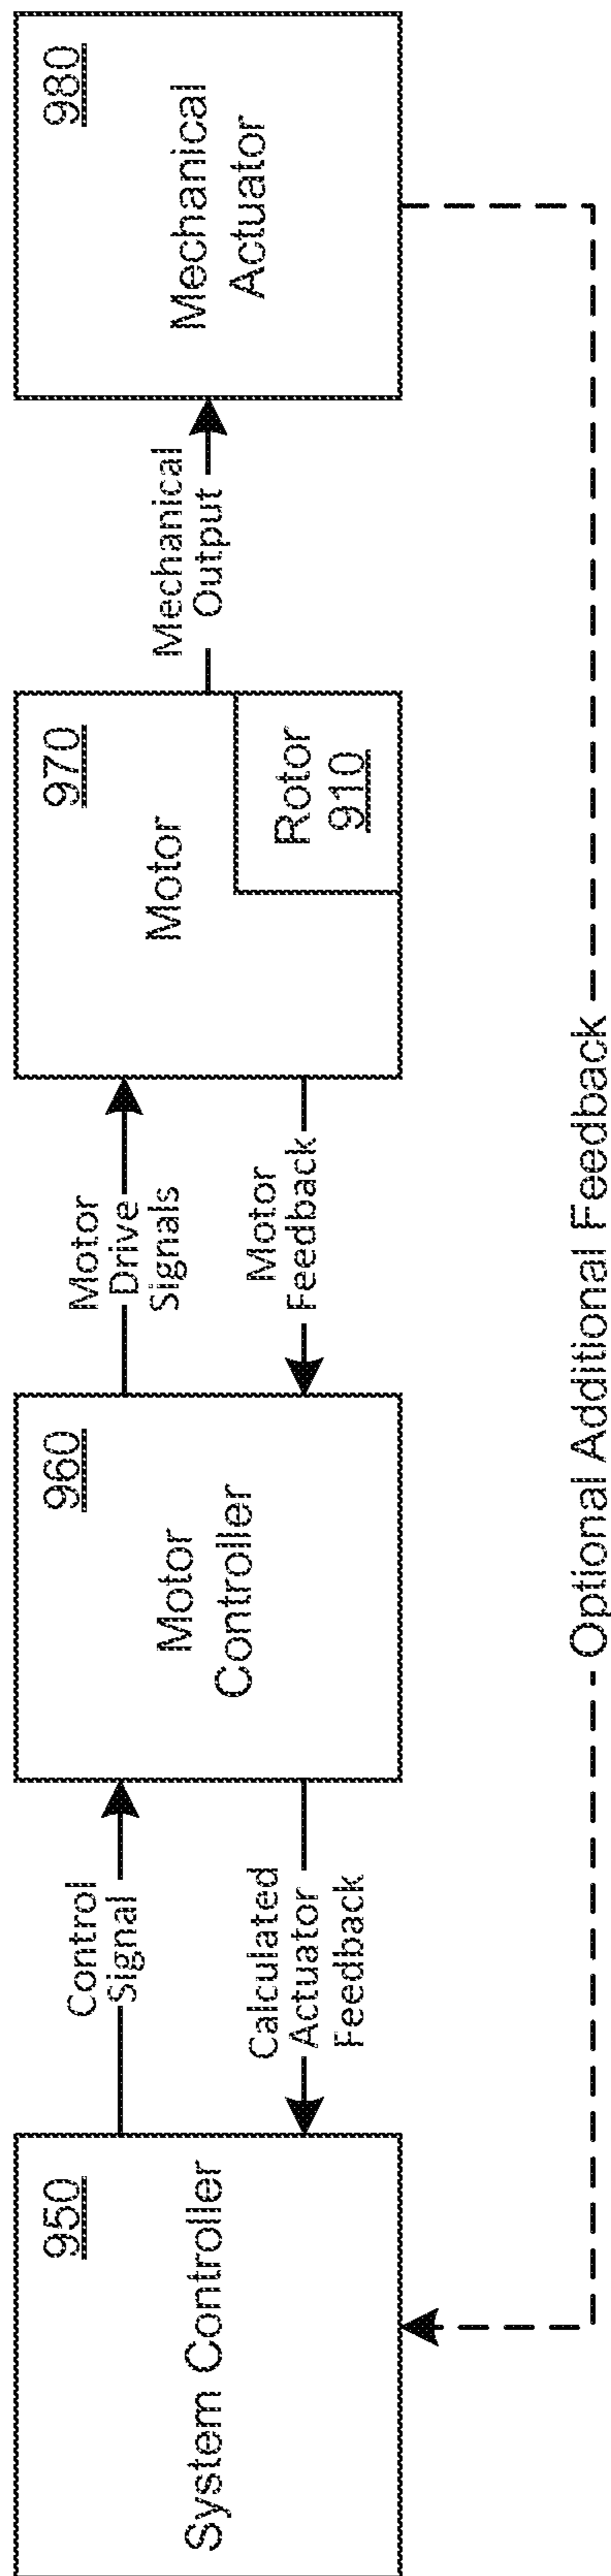 950
System Controller
Control
Signal
Calculated
Actuator
Feedback
960
Motor
Controller
Motor
Drive
Signals
Motor
Feedback
970
Motor
Rotor
910
Mechanical
Output
980
Mechanical
Actuator
Optional Additional Feedback